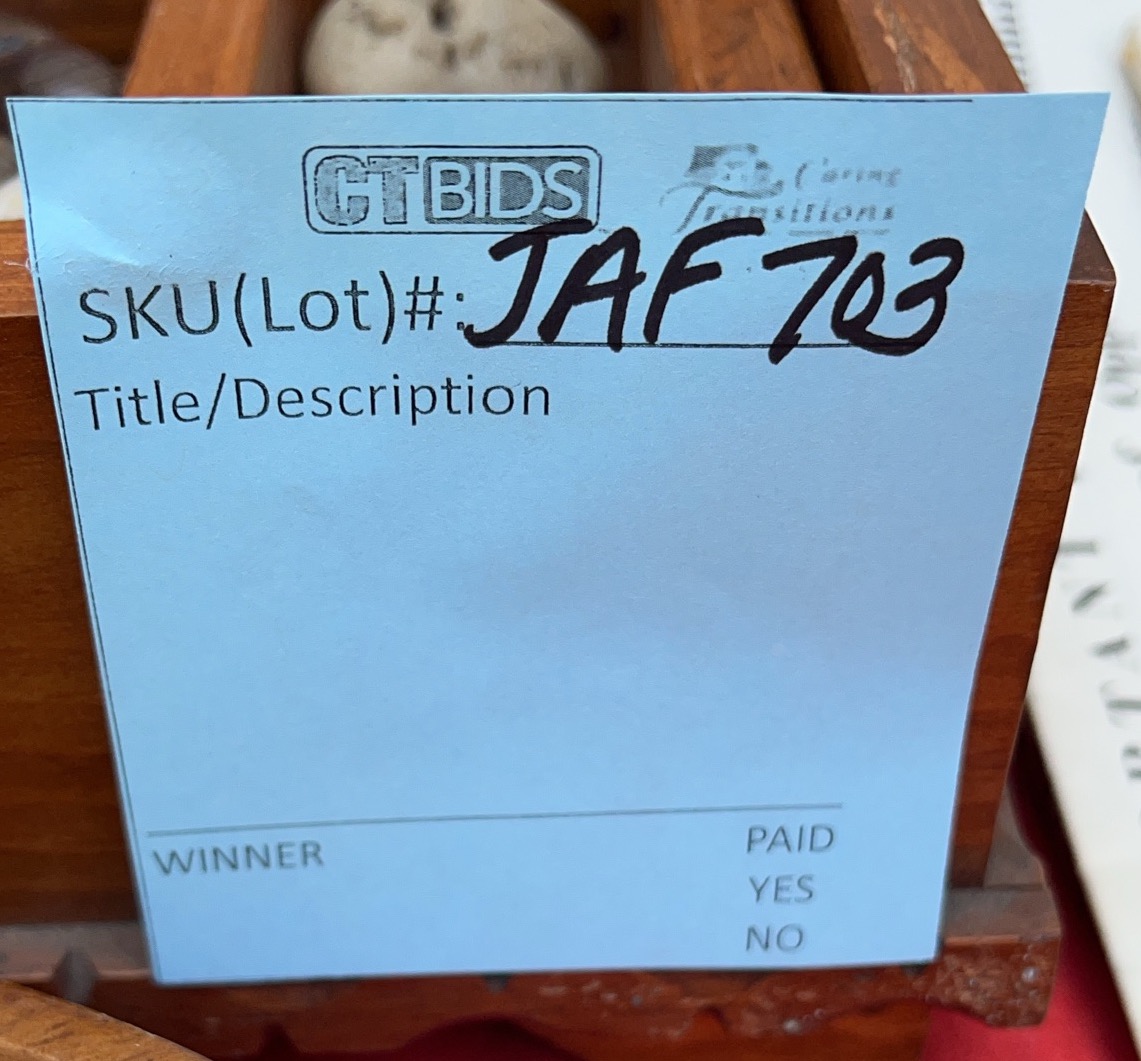 CTBIDS
Caring
Transitions
SKU(Lot)#: JAF 703
Title/Description
WINNER
PAID
YES
NO